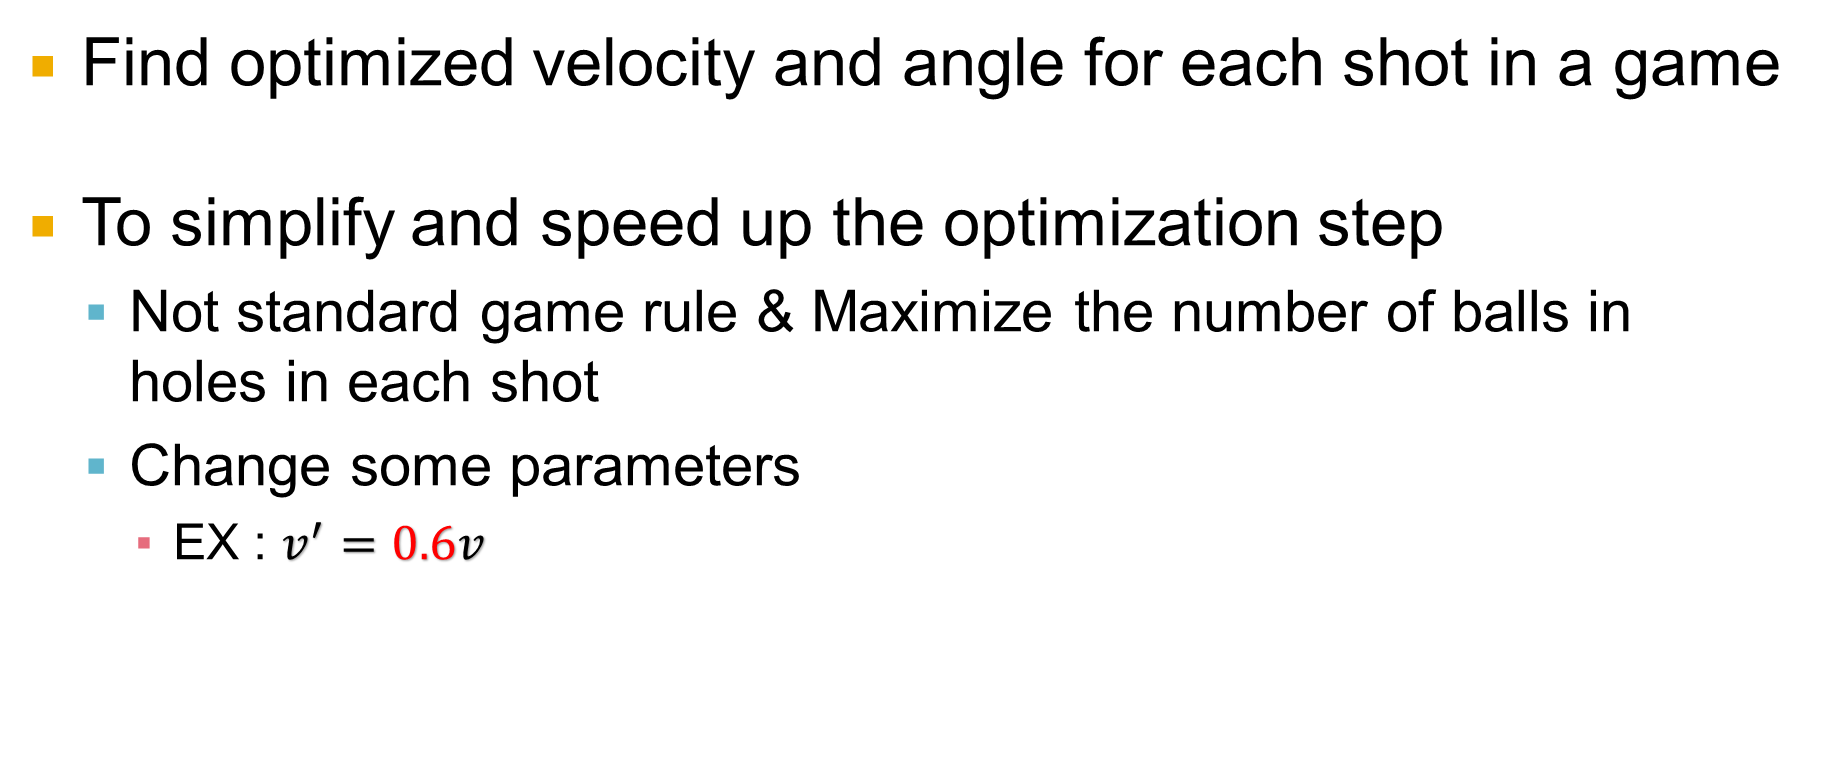 Find optimized velocity and angle for each shot in a game
To simplify and speed up the optimization step
Not standard game rule & Maximize the number of balls in
holes in each shot
Change some parameters
EX : v′ = 0.6v